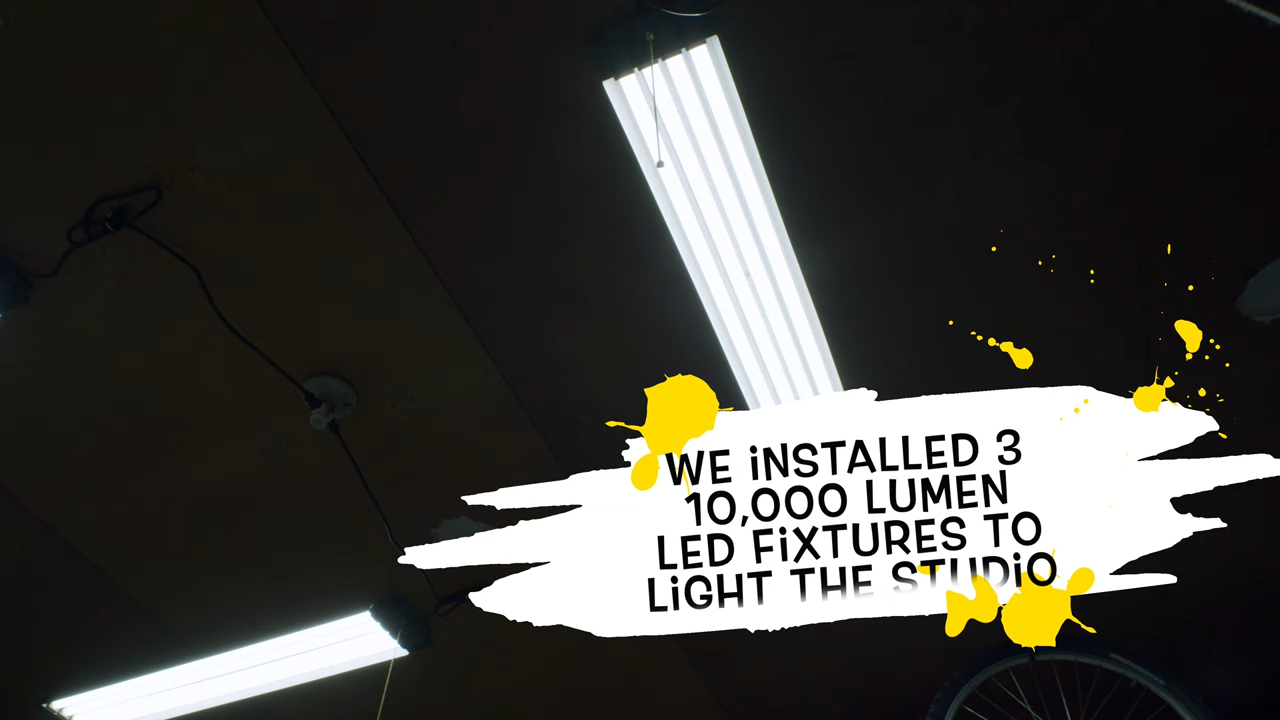 WE iNSTALLED 3
10,000 LUMEN
LED FiXTURES TO
LiGHT THE STUDiO